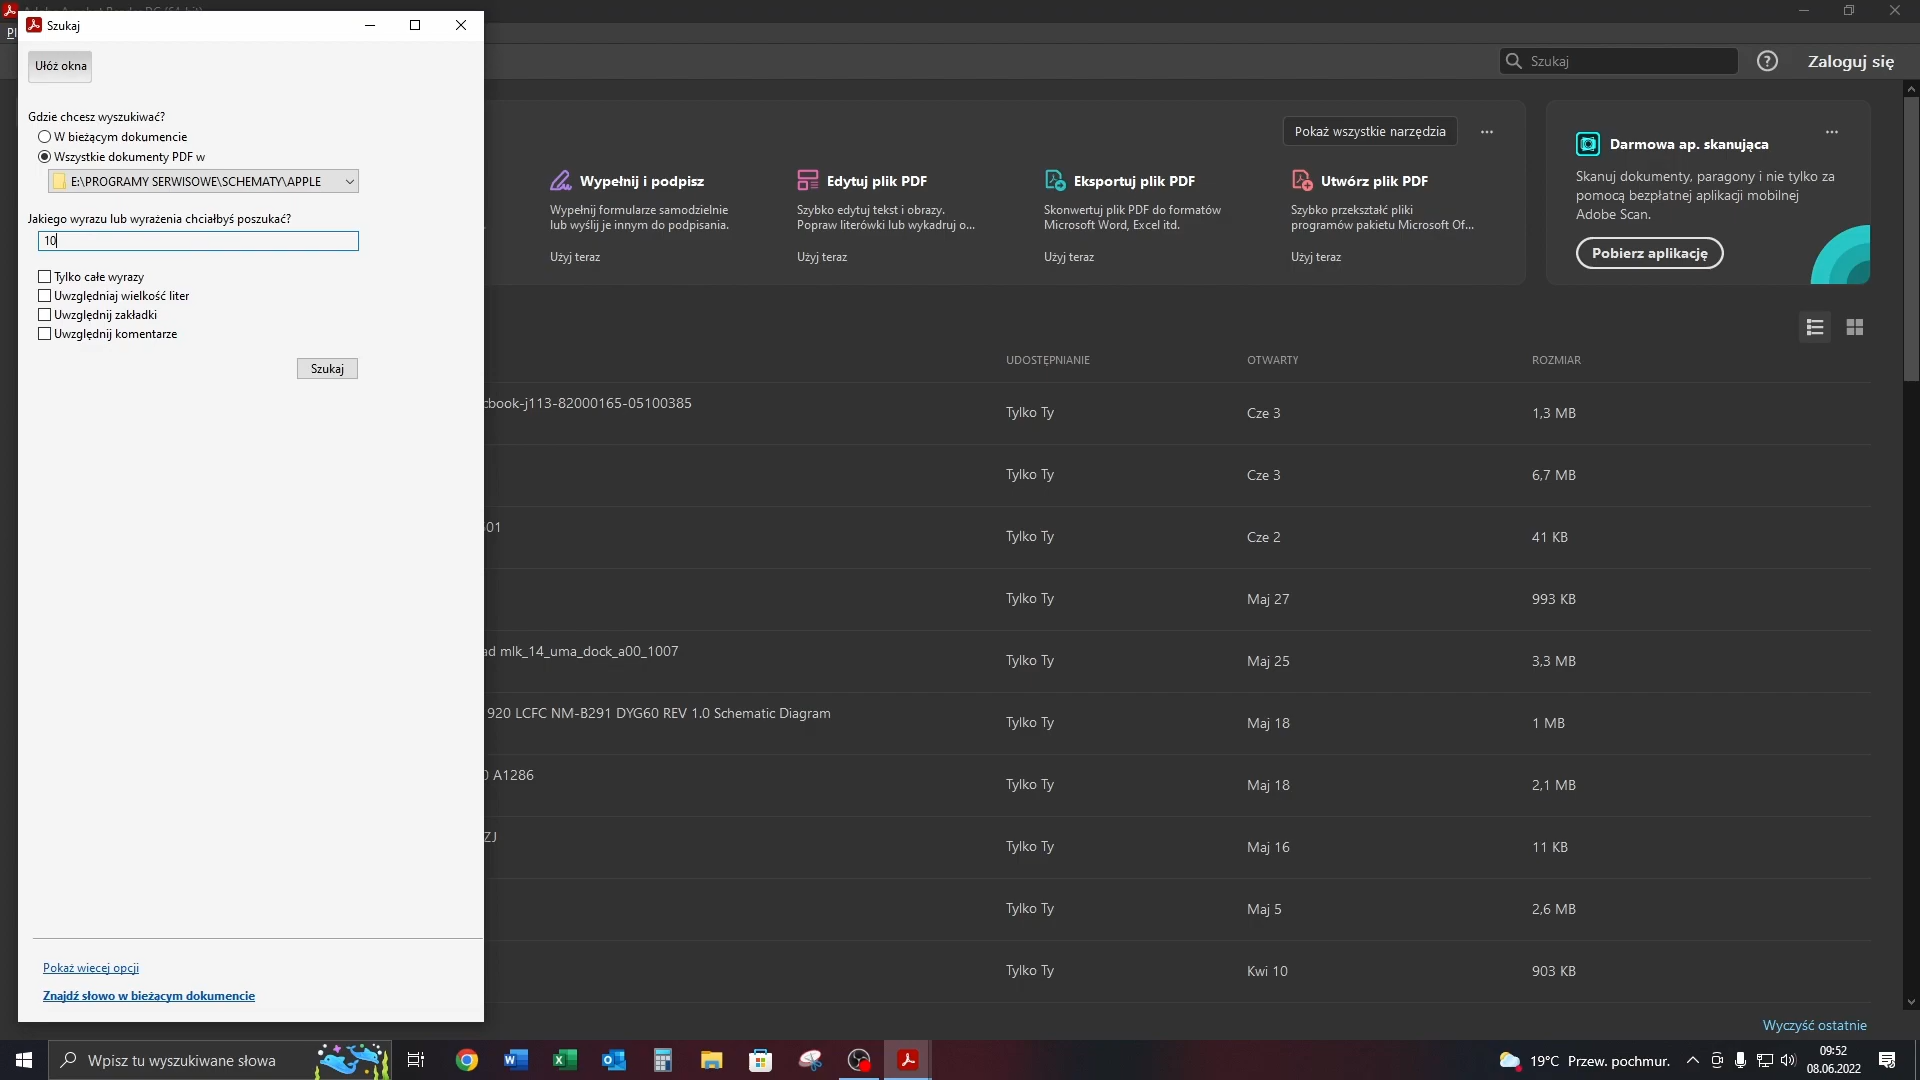 Szukaj
Ułóż okna
Gdzie chcesz wyszukiwać?
W bieżącym dokumencie
Wszystkie dokumenty PDF w
E:\PROGRAMY SERWISOWE\SCHEMATY\APPLE
Jakiego wyrazu lub wyrażenia chciałbyś poszukać?
10
Tylko całe wyrazy
Uwzględniaj wielkość liter
Uwzględnij zakładki
Uwzględnij komentarze
Szukaj
Pokaż więcej opcji
Znajdź słowo w bieżącym dokumencie
Szukaj
Zaloguj się
Pokaż wszystkie narzędzia
Wypełnij i podpisz
Wypełnij formularze samodzielnie
lub wyślij je innym do podpisania.
Użyj teraz
Edytuj plik PDF
Szybko edytuj tekst i obrazy.
Popraw literówki lub wykadruj o...
Użyj teraz
Eksportuj plik PDF
Skonwertuj plik PDF do formatów
Microsoft Word, Excel itd.
Użyj teraz
Utwórz plik PDF
Szybko przekształć pliki
programów pakietu Microsoft Of...
Użyj teraz
Darmowa ap. skanująca
Skanuj dokumenty, paragony i nie tylko za
pomocą bezpłatnej aplikacji mobilnej
Adobe Scan.
Pobierz aplikację
UDOSTĘPNIANIE OTWARTY ROZMIAR
cbook-j113-82000165-05100385 Tylko Ty Cze 3 1,3 MB
Tylko Ty Cze 3 6,7 MB
01 Tylko Ty Cze 2 41 KB
Tylko Ty Maj 27 993 KB
ad mlk_14_uma_dock_a00_1007 Tylko Ty Maj 25 3,3 MB
920 LCFC NM-B291 DYG60 REV 1.0 Schematic Diagram Tylko Ty Maj 18 1 MB
A1286 Tylko Ty Maj 18 2,1 MB
ZJ Tylko Ty Maj 16 11 KB
Tylko Ty Maj 5 2,6 MB
Tylko Ty Kwi 10 903 KB
Wyczyść ostatnie
Wpisz tu wyszukiwane słowa
19°C Przew. pochmur.
09:52
08.06.2022